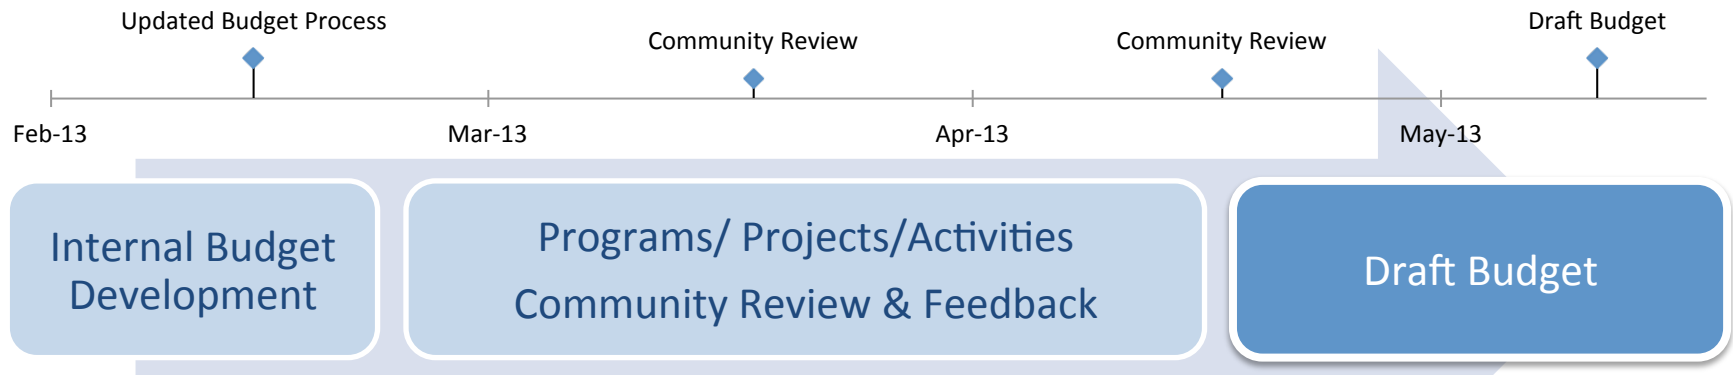 Updated Budget Process
Community Review
Community Review
Draft Budget
Feb-13
Mar-13
Apr-13
May-13
Internal Budget
Development
Programs/ Projects/Activities
Community Review & Feedback
Draft Budget